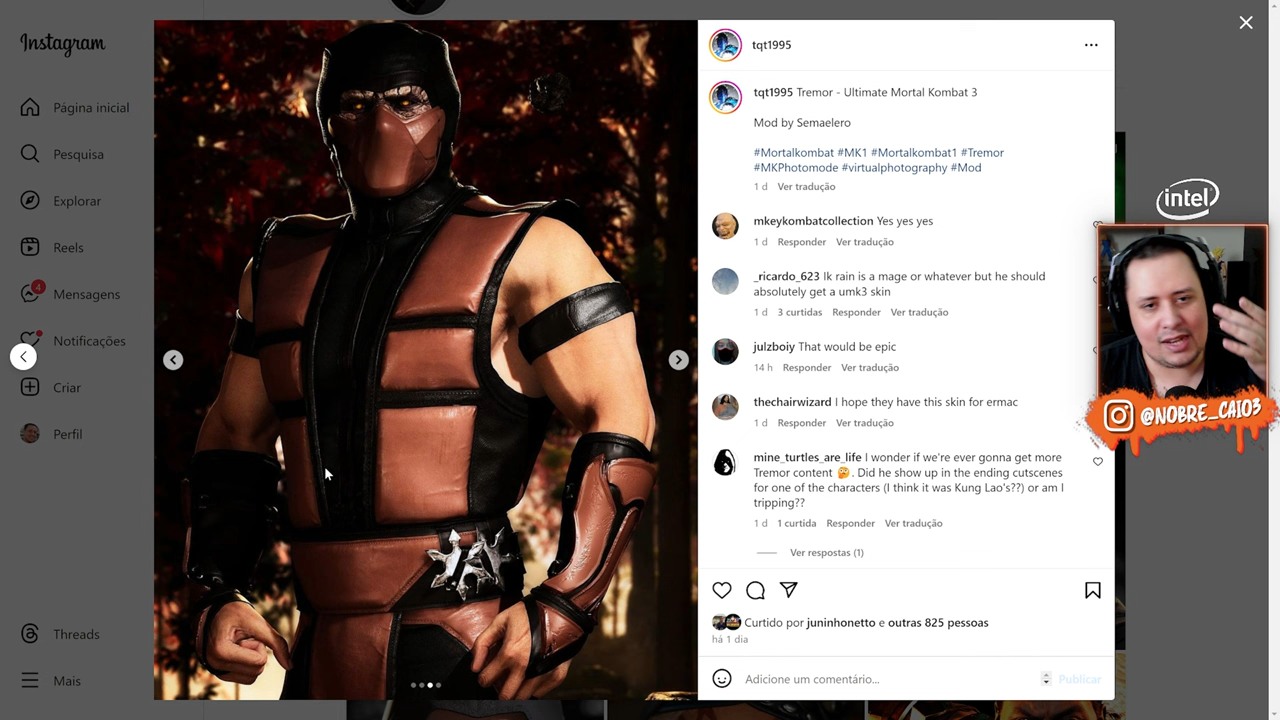 Instagram
Página inicial
Pesquisa
Explorar
Reels
4
Mensagens
Notificações
Criar
Perfil
Threads
Mais
tqt1995
tqt1995 Tremor - Ultimate Mortal Kombat 3
Mod by Semaelero
#Mortalkombat #MK1 #Mortalkombat1 #Tremor
#MKPhotomode #virtualphotography #Mod
1 d Ver tradução
mkeykombatcollection Yes yes yes
1 d Responder Ver tradução
_ricardo_623 Ik rain is a mage or whatever but he should
absolutely get a umk3 skin
1 d 3 curtidas Responder Ver tradução
julzboiy That would be epic
14 h Responder Ver tradução
thechairwizard I hope they have this skin for ermac
1 d Responder Ver tradução
mine_turtles_are_life I wonder if we're ever gonna get more
Tremor content 🤔. Did he show up in the ending cutscenes
for one of the characters (I think it was Kung Lao's??) or am I
tripping??
1 d 1 curtida Responder Ver tradução
Ver respostas (1)
Curtido por juninhonetto e outras 825 pessoas
há 1 dia
Adicione um comentário...
Publicar
intel
@NOBRE_CAIO3